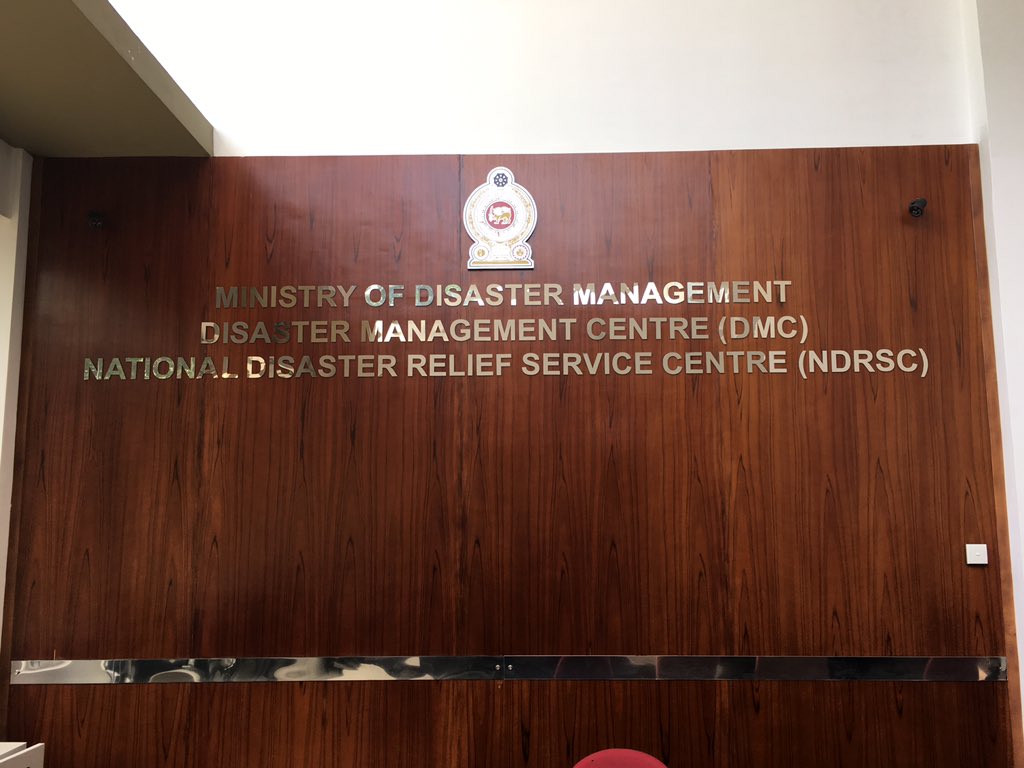 MINISTRY OF DISASTER MANAGEMENT
DISASTER MANAGEMENT CENTRE (DMC)
NATIONAL DISASTER RELIEF SERVICE CENTRE (NDRSC)